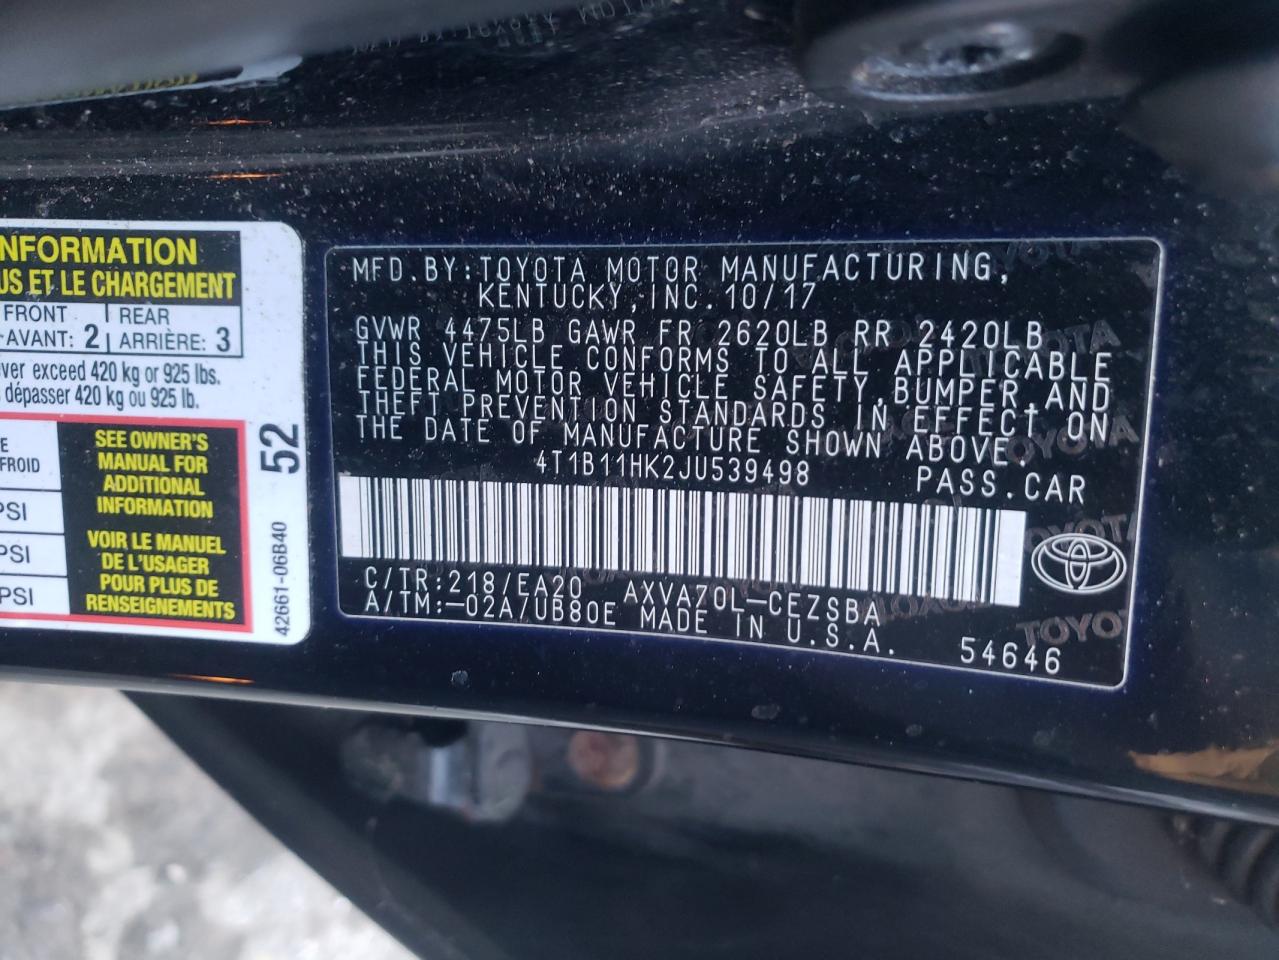 NFORMATION
US ET LE CHARGEMENT
FRONT REAR
AVANT: 2 ARRIÈRE: 3
ver exceed 420 kg or 925 lbs.
dépasser 420 kg ou 925 lb.
FROID
PSI
PSI
PSI
SEE OWNER'S
MANUAL FOR
ADDITIONAL
INFORMATION
VOIR LE MANUEL
DE L'USAGER
POUR PLUS DE
RENSEIGNEMENTS
52
42661-06B40
MFD.BY:TOYOTA MOTOR MANUFACTURING,
KENTUCKY,INC.10/17
GVWR 4475LB GAWR FR 2620LB RR 2420LB
THIS VEHICLE CONFORMS TO ALL APPLICABLE
FEDERAL MOTOR VEHICLE SAFETY,BUMPER,AND
THEFT PREVENTION STANDARDS IN EFFECT ON
THE DATE OF MANUFACTURE SHOWN ABOVE.
4T1B11HK2JU539498 PASS.CAR
C/TR:218/EA20 AXVA70L-CEZSBA
A/TM:-02A/UB80E MADE IN U.S.A.
54646